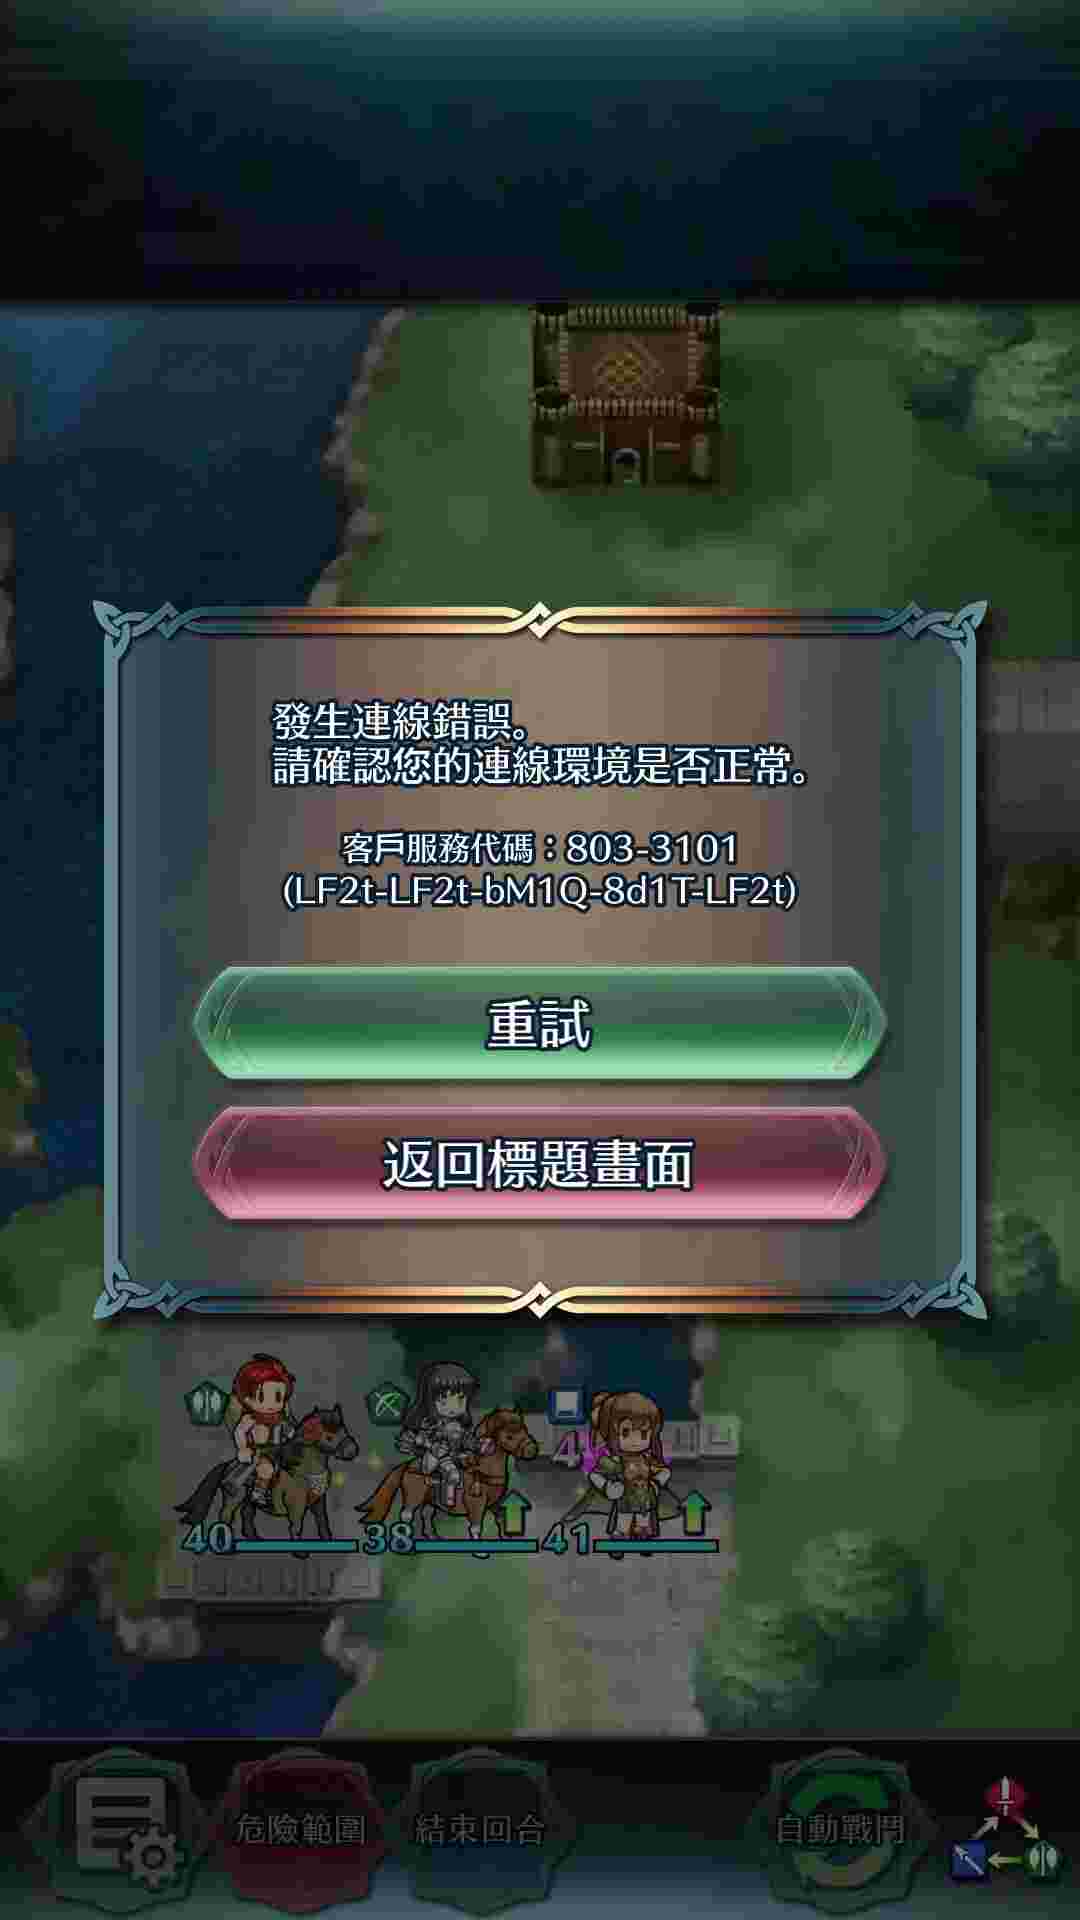 發生連線錯誤。
請確認您的連線環境是否正常。
客戶服務代碼：803-3101
(LF2t-LF2t-bM1Q-8d1T-LF2t)
重試
返回標題畫面
40
38
41
危險範圍
結束回合
自動戰鬥